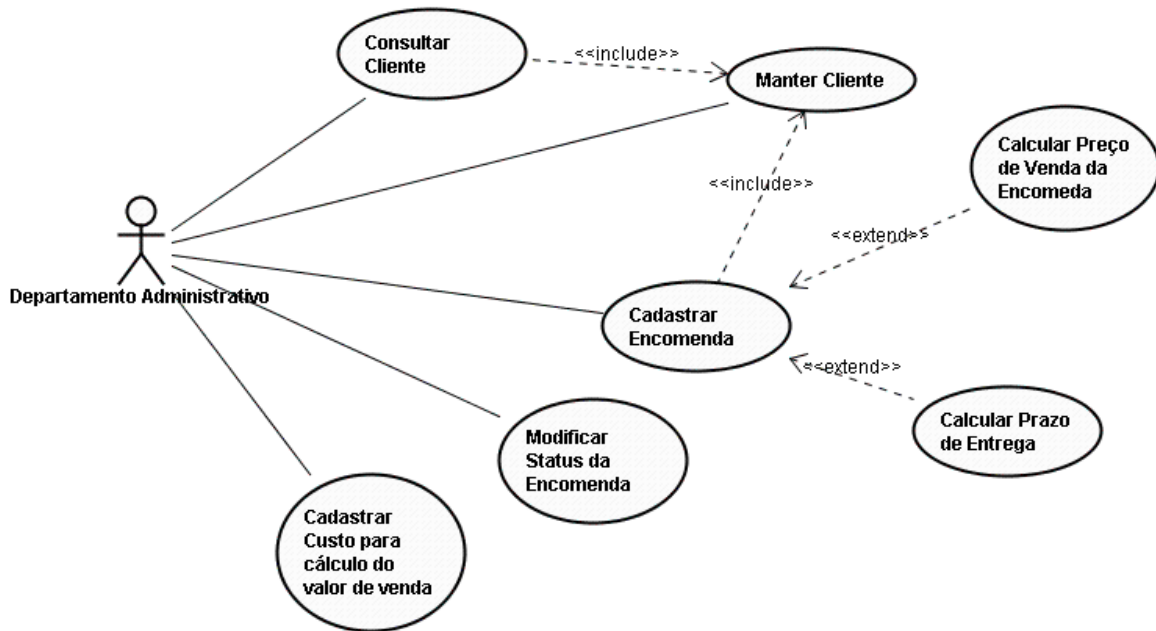 Consultar
Cliente
<<include>>
Manter Cliente
Calcular Preço
de Venda da
Encomeda
<<include>>
<<extend>>
Departamento Administrativo
Cadastrar
Encomenda
<<extend>>
Calcular Prazo
de Entrega
Modificar
Status da
Encomenda
Cadastrar
Custo para
cálculo do
valor de venda